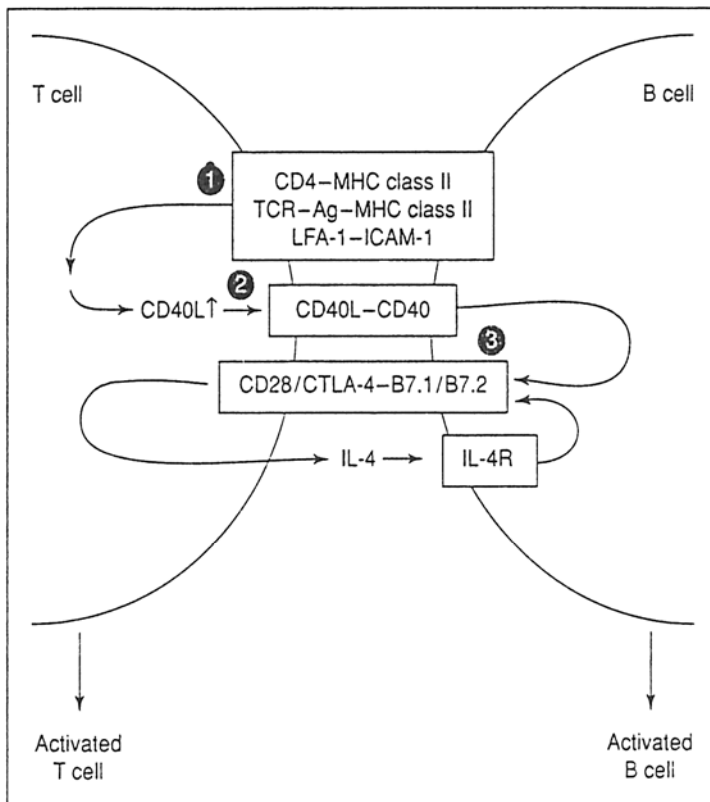 T cell
B cell
1
CD4–MHC class II
TCR–Ag–MHC class II
LFA-1–ICAM-1
2
CD40L↑
CD40L–CD40
3
CD28/CTLA-4–B7.1/B7.2
IL-4
IL-4R
Activated
T cell
Activated
B cell